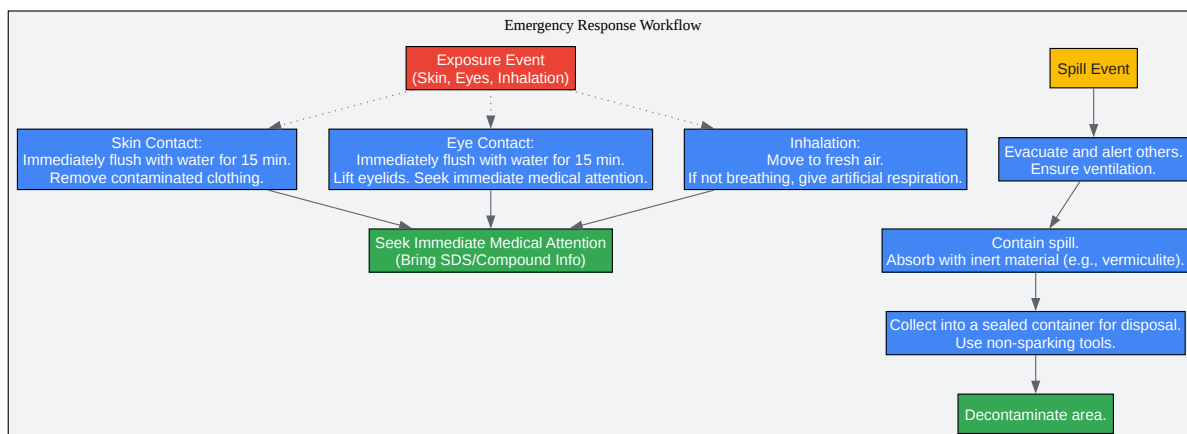 Emergency Response Workflow
Exposure Event
(Skin, Eyes, Inhalation)
Spill Event
Skin Contact:
Immediately flush with water for 15 min.
Remove contaminated clothing.
Eye Contact:
Immediately flush with water for 15 min.
Lift eyelids. Seek immediate medical attention.
Inhalation:
Move to fresh air.
If not breathing, give artificial respiration.
Evacuate and alert others.
Ensure ventilation.
Seek Immediate Medical Attention
(Bring SDS/Compound Info)
Contain spill.
Absorb with inert material (e.g., vermiculite).
Collect into a sealed container for disposal.
Use non-sparking tools.
Decontaminate area.